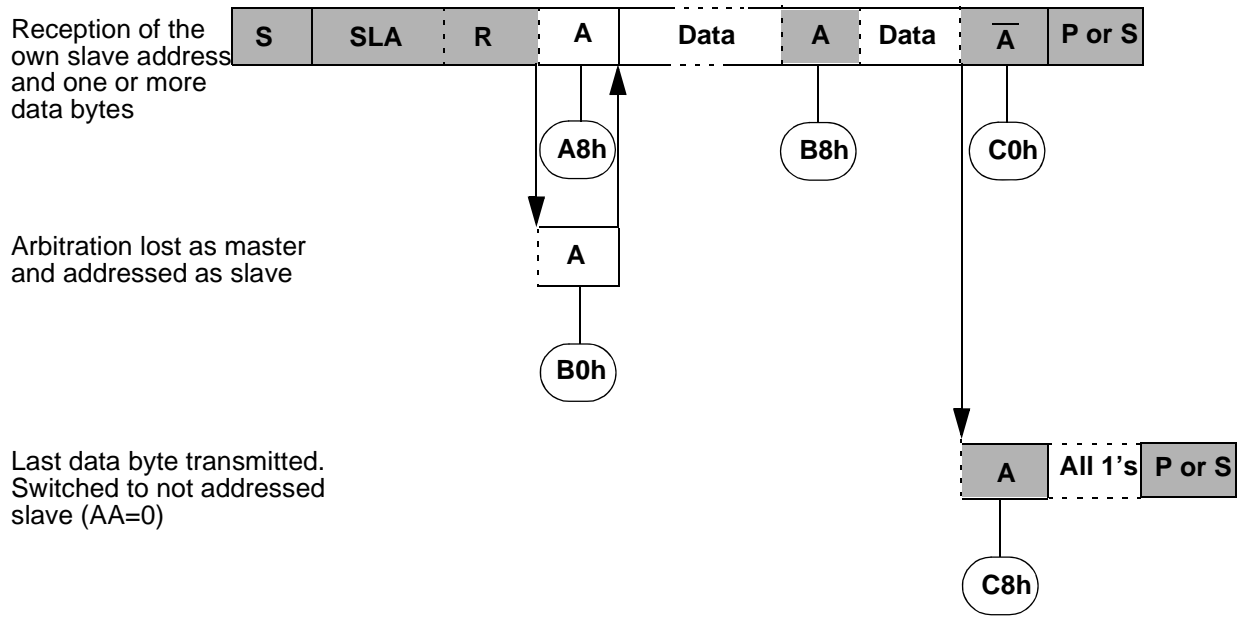 Reception of the
own slave address
and one or more
data bytes
S SLA R A Data A Data A̅ P or S
A8h B8h C0h
Arbitration lost as master
and addressed as slave
A
B0h
Last data byte transmitted.
Switched to not addressed
slave (AA=0)
A All 1’s P or S
C8h